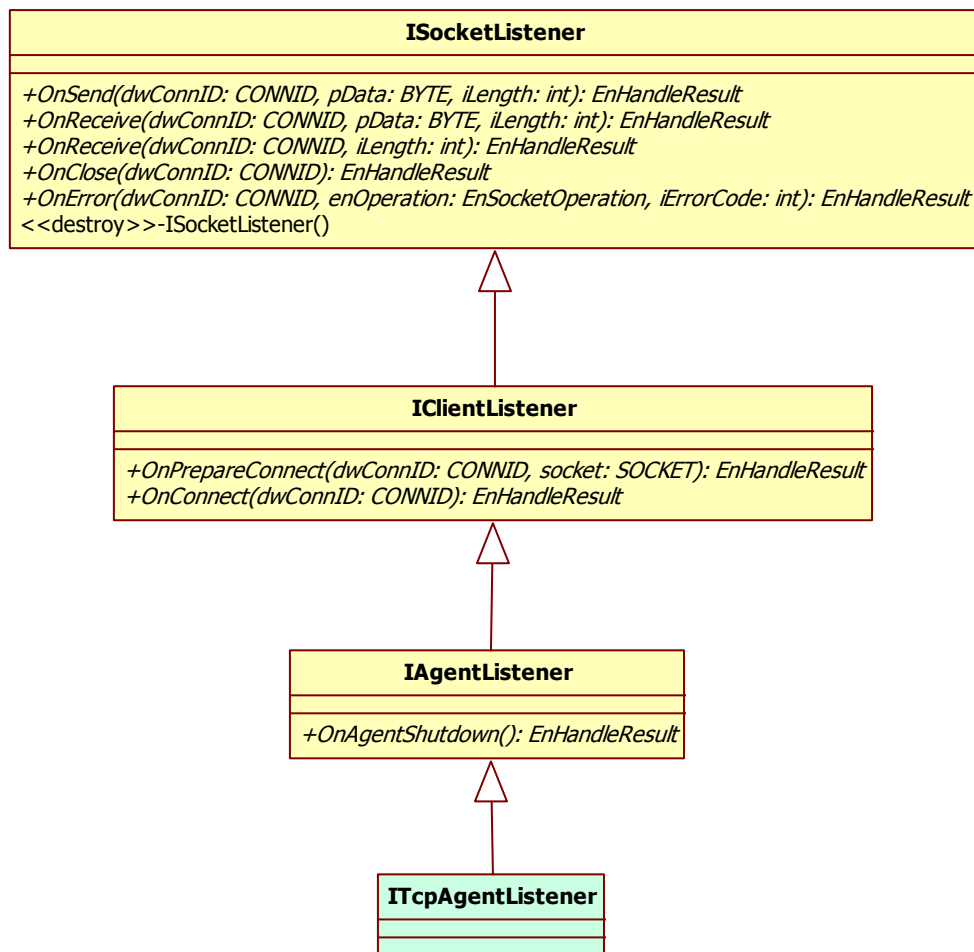 ISocketListener
+OnSend(dwConnID: CONNID, pData: BYTE, iLength: int): EnHandleResult
+OnReceive(dwConnID: CONNID, pData: BYTE, iLength: int): EnHandleResult
+OnReceive(dwConnID: CONNID, iLength: int): EnHandleResult
+OnClose(dwConnID: CONNID): EnHandleResult
+OnError(dwConnID: CONNID, enOperation: EnSocketOperation, iErrorCode: int): EnHandleResult
<<destroy>>-ISocketListener()
IClientListener
+OnPrepareConnect(dwConnID: CONNID, socket: SOCKET): EnHandleResult
+OnConnect(dwConnID: CONNID): EnHandleResult
IAgentListener
+OnAgentShutdown(): EnHandleResult
ITcpAgentListener